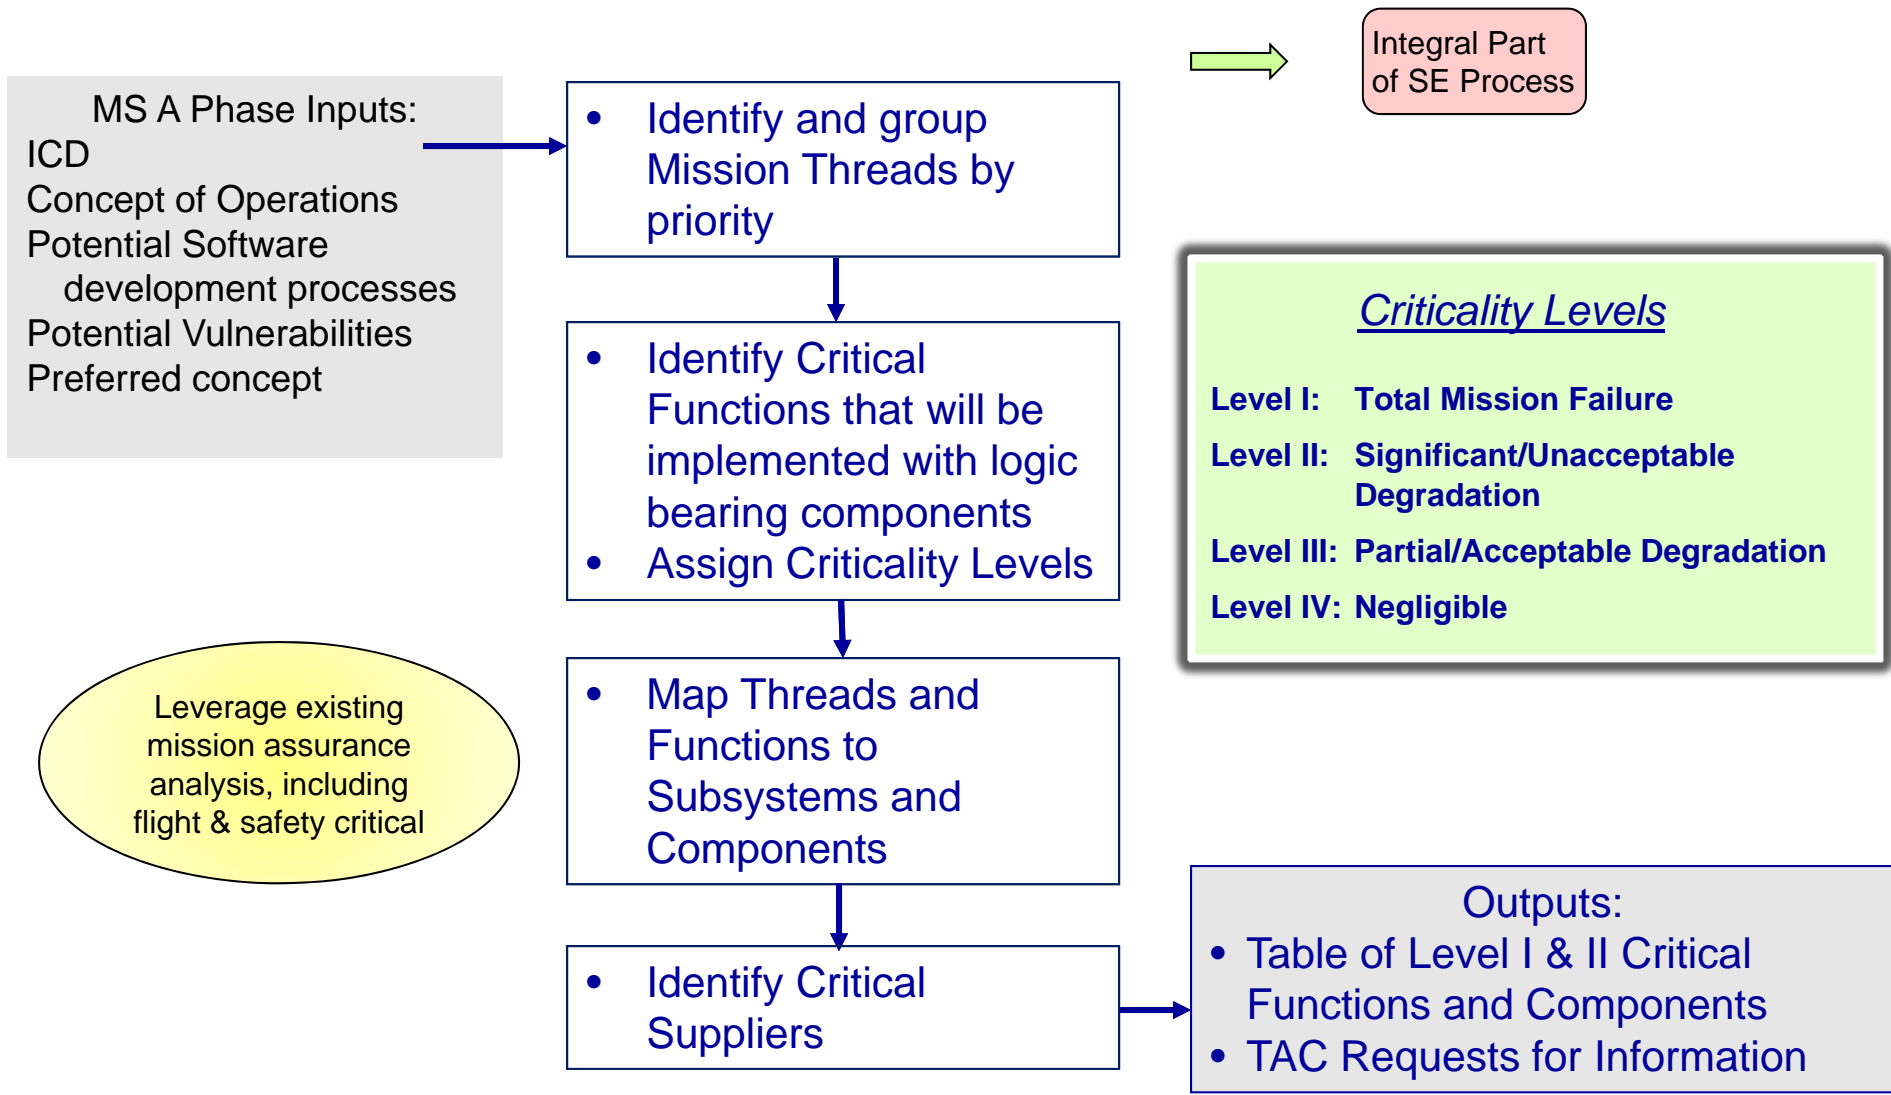 Integral Part
of SE Process
MS A Phase Inputs:
ICD
Concept of Operations
Potential Software
development processes
Potential Vulnerabilities
Preferred concept
• Identify and group
Mission Threads by
priority
• Identify Critical
Functions that will be
implemented with logic
bearing components
• Assign Criticality Levels
Criticality Levels
Level I: Total Mission Failure
Level II: Significant/Unacceptable
Degradation
Level III: Partial/Acceptable Degradation
Level IV: Negligible
Leverage existing
mission assurance
analysis, including
flight & safety critical
• Map Threads and
Functions to
Subsystems and
Components
• Identify Critical
Suppliers
Outputs:
• Table of Level I & II Critical
Functions and Components
• TAC Requests for Information